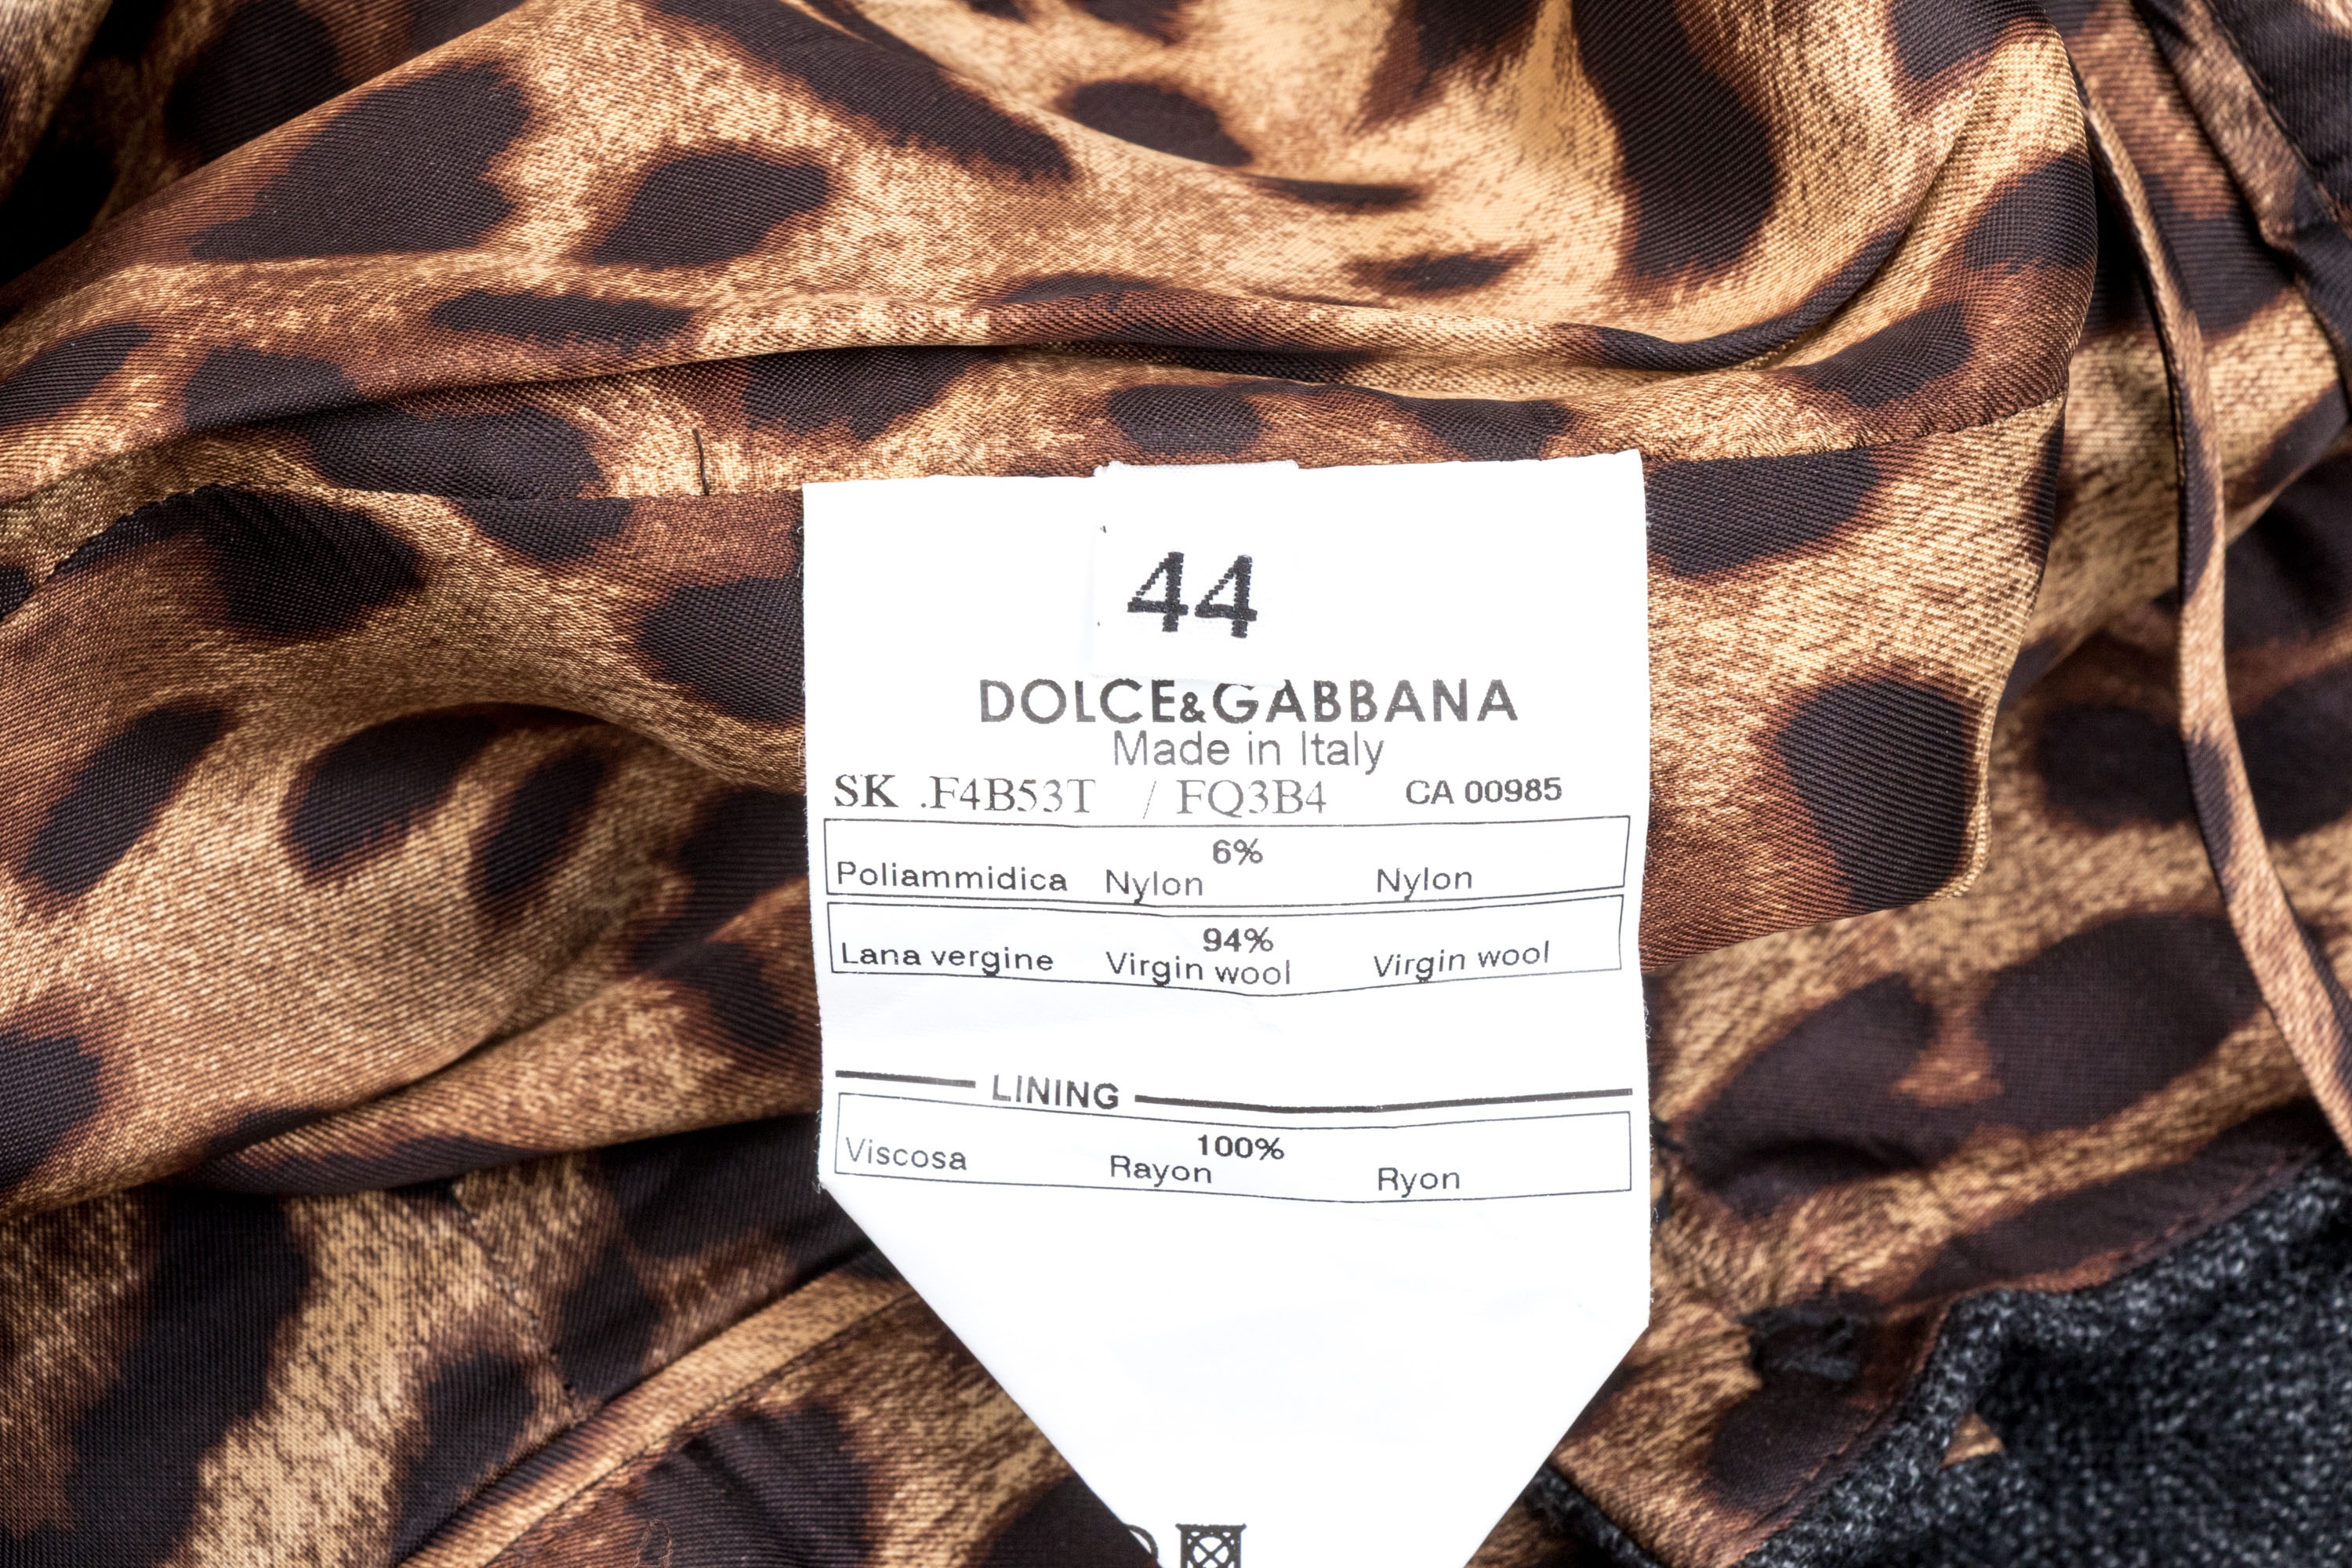 44
DOLCE&GABBANA
Made in Italy
SK .F4B53T / FQ3B4 CA 00985
6%
Poliammidica Nylon Nylon
94%
Lana vergine Virgin wool Virgin wool
LINING
100%
Viscosa Rayon Ryon